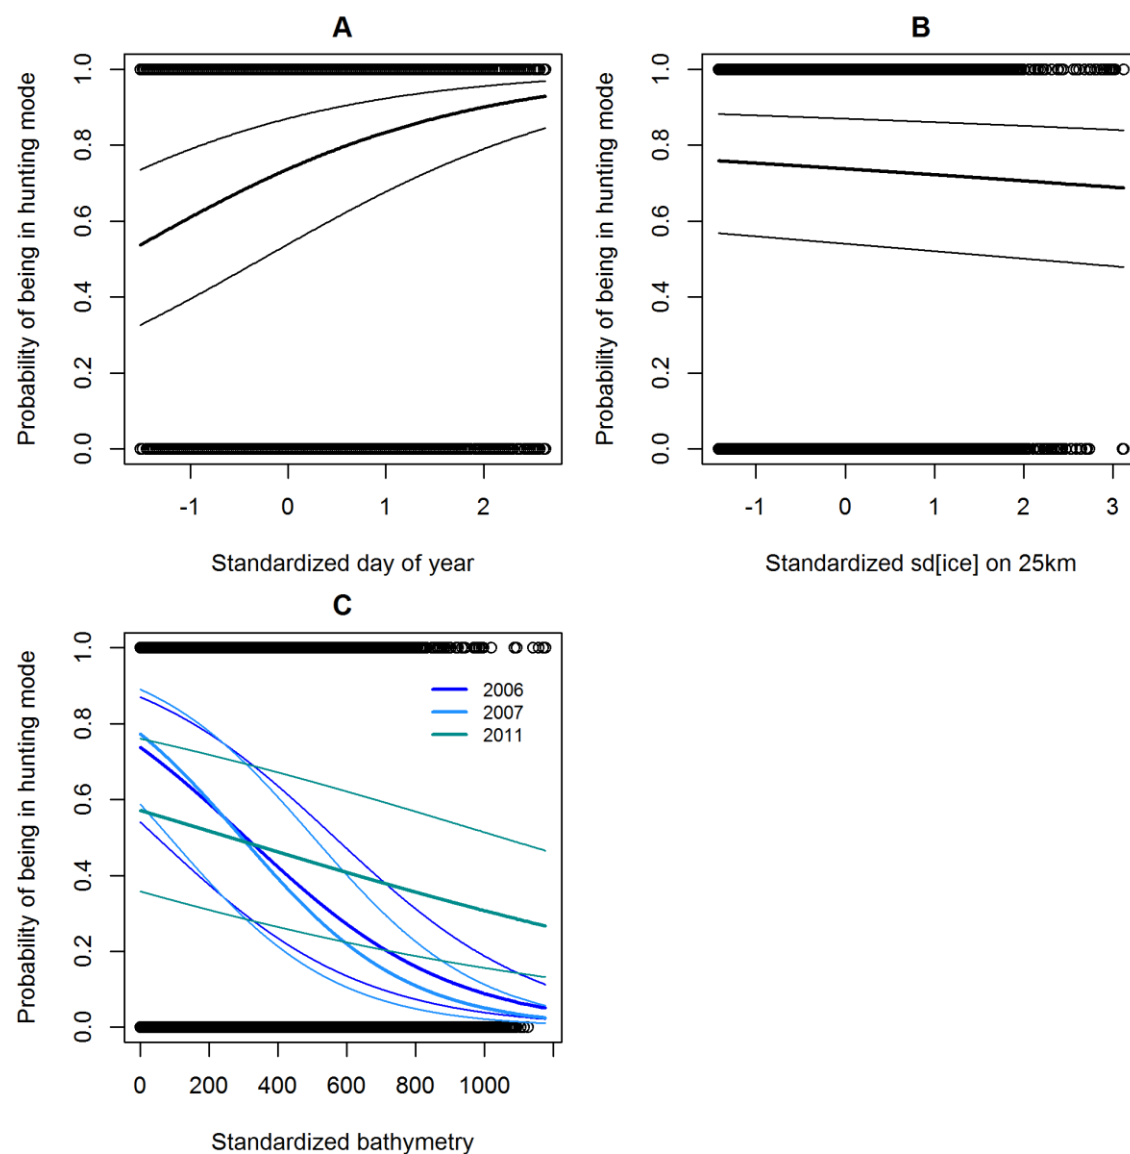 A
Probability of being in hunting mode
0.0 0.2 0.4 0.6 0.8 1.0
-1 0 1 2
Standardized day of year
B
Probability of being in hunting mode
0.0 0.2 0.4 0.6 0.8 1.0
-1 0 1 2 3
Standardized sd[ice] on 25km
C
Probability of being in hunting mode
0.0 0.2 0.4 0.6 0.8 1.0
2006
2007
2011
0 200 400 600 800 1000
Standardized bathymetry